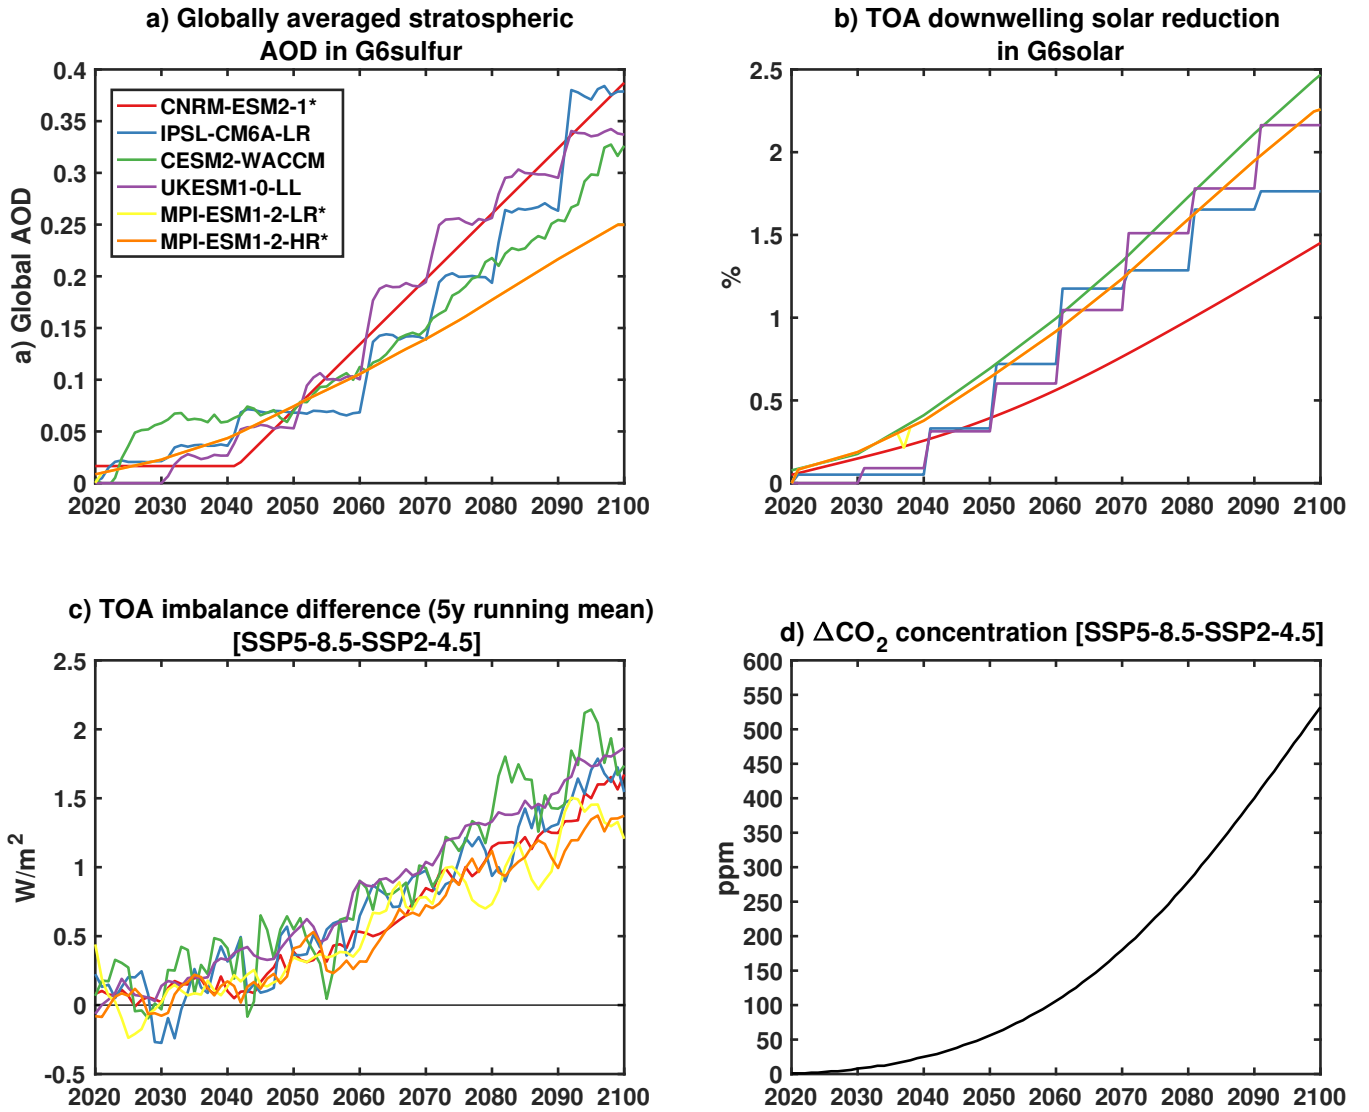 a) Globally averaged stratospheric
AOD in G6sulfur
a) Global AOD
0.4
0.35
0.3
0.25
0.2
0.15
0.1
0.05
0
CNRM-ESM2-1*
IPSL-CM6A-LR
CESM2-WACCM
UKESM1-0-LL
MPI-ESM1-2-LR*
MPI-ESM1-2-HR*
2020 2030 2040 2050 2060 2070 2080 2090 2100
b) TOA downwelling solar reduction
in G6solar
%
2.5
2
1.5
1
0.5
0
2020 2030 2040 2050 2060 2070 2080 2090 2100
c) TOA imbalance difference (5y running mean)
[SSP5-8.5-SSP2-4.5]
W/m²
2.5
2
1.5
1
0.5
0
-0.5
2020 2030 2040 2050 2060 2070 2080 2090 2100
d) ΔCO₂ concentration [SSP5-8.5-SSP2-4.5]
ppm
600
550
500
450
400
350
300
250
200
150
100
50
0
2020 2030 2040 2050 2060 2070 2080 2090 2100